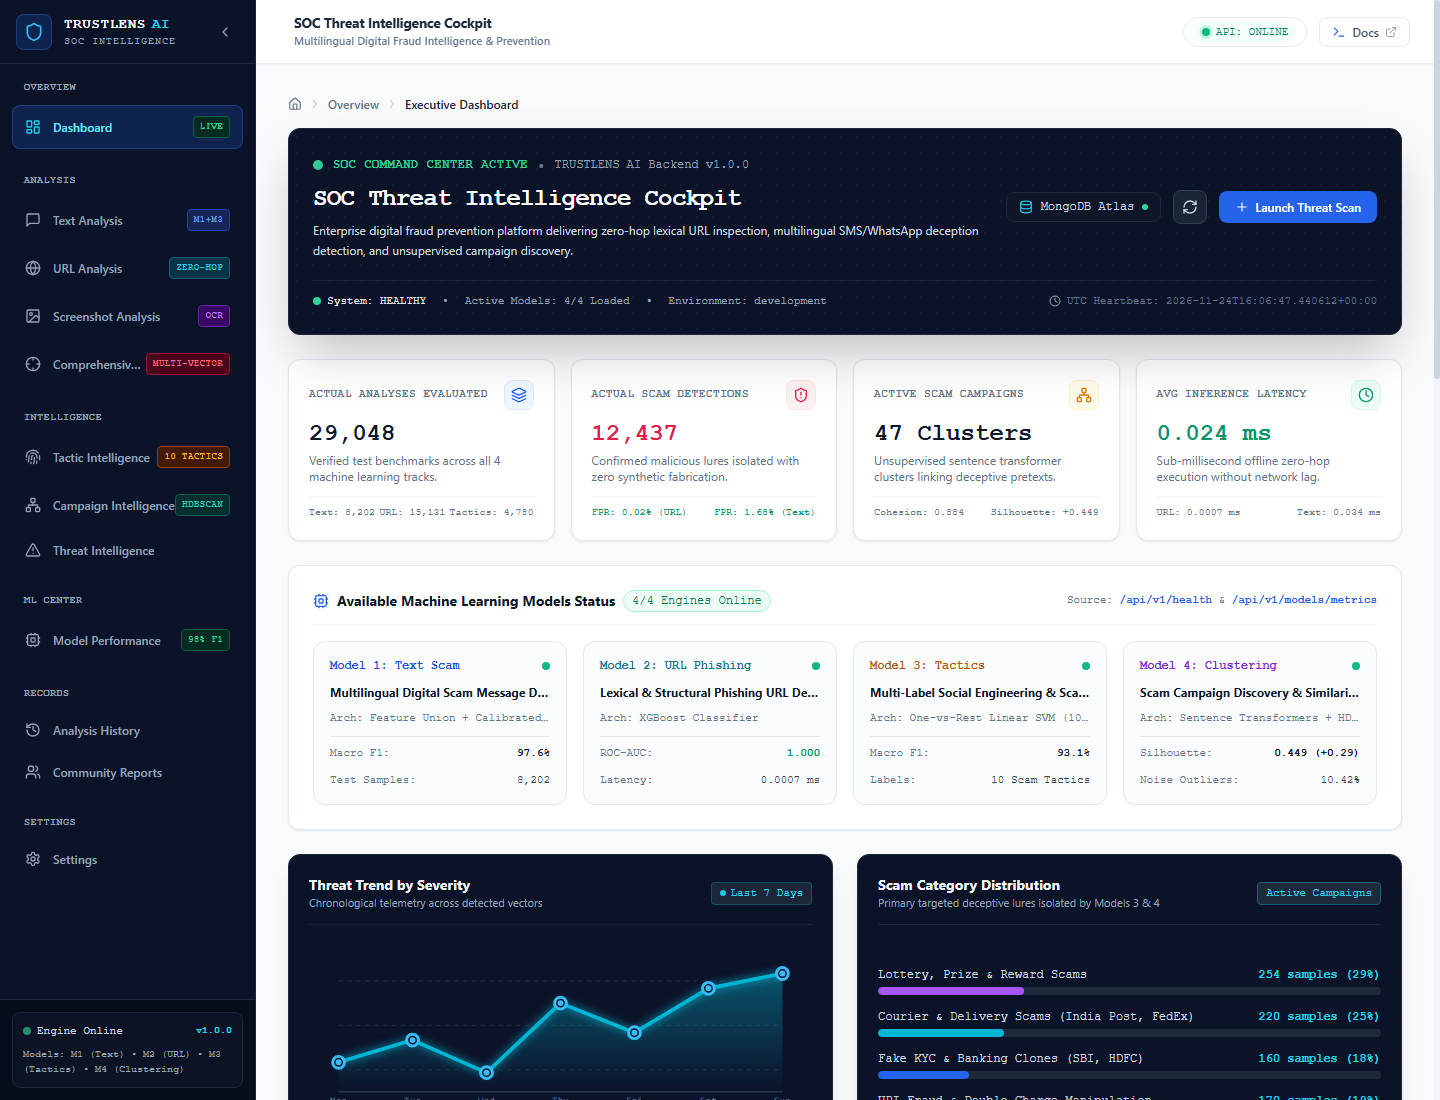 TRUSTLENS AI
SOC INTELLIGENCE
OVERVIEW
Dashboard
LIVE
ANALYSIS
Text Analysis
M1+M3
URL Analysis
ZERO-HOP
Screenshot Analysis
OCR
Comprehensiv...
MULTI-VECTOR
INTELLIGENCE
Tactic Intelligence
10 TACTICS
Campaign Intelligence
HDBSCAN
Threat Intelligence
ML CENTER
Model Performance
98% F1
RECORDS
Analysis History
Community Reports
SETTINGS
Settings
Engine Online
v1.0.0
Models: M1 (Text) • M2 (URL) • M3
(Tactics) • M4 (Clustering)
SOC Threat Intelligence Cockpit
Multilingual Digital Fraud Intelligence & Prevention
API: ONLINE
Docs
Overview
Executive Dashboard
SOC COMMAND CENTER ACTIVE • TRUSTLENS AI Backend v1.0.0
SOC Threat Intelligence Cockpit
Enterprise digital fraud prevention platform delivering zero-hop lexical URL inspection, multilingual SMS/WhatsApp deception
detection, and unsupervised campaign discovery.
MongoDB Atlas
Launch Threat Scan
System: HEALTHY • Active Models: 4/4 Loaded • Environment: development
UTC Heartbeat: 2026-11-24T16:06:47.440612+00:00
ACTUAL ANALYSES EVALUATED
29,048
Verified test benchmarks across all 4
machine learning tracks.
Text: 8,202 URL: 15,131 Tactics: 4,780
ACTUAL SCAM DETECTIONS
12,437
Confirmed malicious lures isolated with
zero synthetic fabrication.
FPR: 0.02% (URL) FPR: 1.68% (Text)
ACTIVE SCAM CAMPAIGNS
47 Clusters
Unsupervised sentence transformer
clusters linking deceptive pretexts.
Cohesion: 0.884 Silhouette: +0.449
AVG INFERENCE LATENCY
0.024 ms
Sub-millisecond offline zero-hop
execution without network lag.
URL: 0.0007 ms Text: 0.034 ms
Available Machine Learning Models Status
4/4 Engines Online
Source: /api/v1/health & /api/v1/models/metrics
Model 1: Text Scam
Multilingual Digital Scam Message D...
Arch: Feature Union + Calibrated…
Macro F1: 97.6%
Test Samples: 8,202
Model 2: URL Phishing
Lexical & Structural Phishing URL De...
Arch: XGBoost Classifier
ROC-AUC: 1.000
Latency: 0.0007 ms
Model 3: Tactics
Multi-Label Social Engineering & Sca...
Arch: One-vs-Rest Linear SVM (10…
Macro F1: 93.1%
Labels: 10 Scam Tactics
Model 4: Clustering
Scam Campaign Discovery & Similari...
Arch: Sentence Transformers + HD…
Silhouette: 0.449 (+0.29)
Noise Outliers: 10.42%
Threat Trend by Severity
Chronological telemetry across detected vectors
Last 7 Days
Scam Category Distribution
Primary targeted deceptive lures isolated by Models 3 & 4
Active Campaigns
Lottery, Prize & Reward Scams 254 samples (29%)
Courier & Delivery Scams (India Post, FedEx) 220 samples (25%)
Fake KYC & Banking Clones (SBI, HDFC) 160 samples (18%)